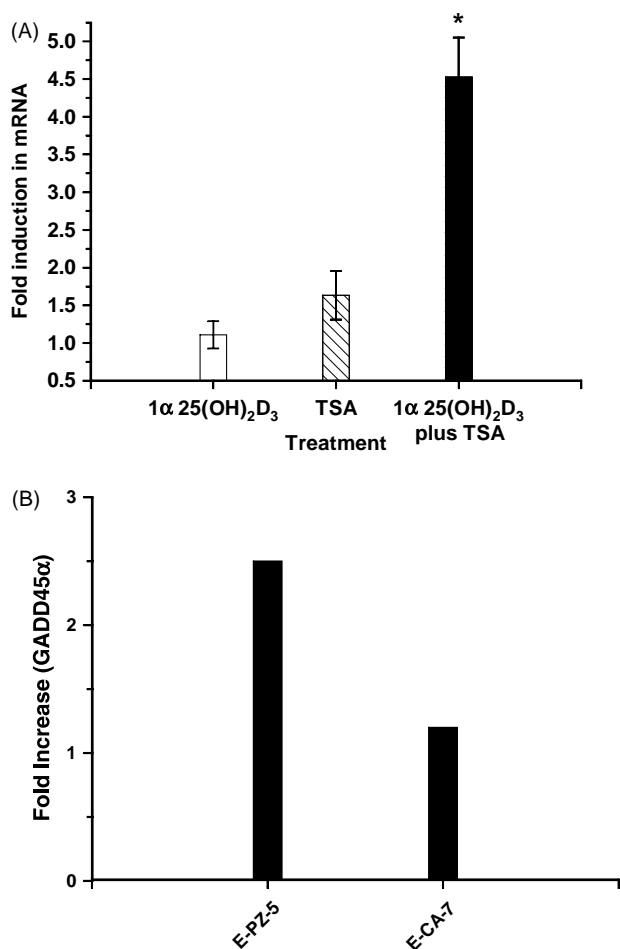 (A)
Fold induction in mRNA
5.0
4.5
4.0
3.5
3.0
2.5
2.0
1.5
1.0
0.5
*
1α 25(OH)₂D₃
TSA
1α 25(OH)₂D₃
plus TSA
Treatment
(B)
Fold Increase (GADD45α)
3
2
1
0
E-PZ-5
E-CA-7